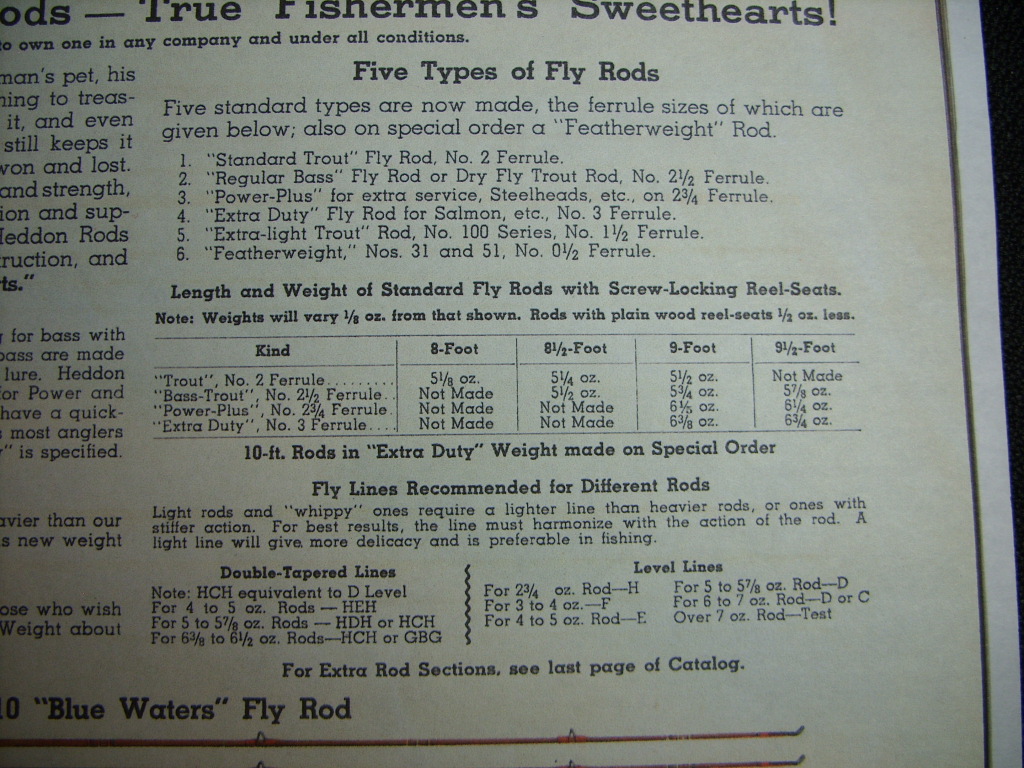 ods — True Fishermen's Sweethearts!
to own one in any company and under all conditions.
man's pet, his
ning to treas-
it, and even
still keeps it
won and lost.
and strength,
ion and sup-
Heddon Rods
ruction, and
ts."
g for bass with
bass are made
lure. Heddon
for Power and
have a quick-
s most anglers
y" is specified.
avier than our
s new weight
ose who wish
Weight about
Five Types of Fly Rods
Five standard types are now made, the ferrule sizes of which are
given below; also on special order a "Featherweight" Rod.
1. "Standard Trout" Fly Rod, No. 2 Ferrule.
2. "Regular Bass" Fly Rod or Dry Fly Trout Rod, No. 2½ Ferrule.
3. "Power-Plus" for extra service, Steelheads, etc., on 2¾ Ferrule.
4. "Extra Duty" Fly Rod for Salmon, etc., No. 3 Ferrule.
5. "Extra-light Trout" Rod, No. 100 Series, No. 1½ Ferrule.
6. "Featherweight," Nos. 31 and 51, No. 0½ Ferrule.
Length and Weight of Standard Fly Rods with Screw-Locking Reel-Seats.
Note: Weights will vary ⅛ oz. from that shown. Rods with plain wood reel-seats ½ oz. less.
Kind 8-Foot 8½-Foot 9-Foot 9½-Foot
"Trout", No. 2 Ferrule......... 5⅛ oz. 5¼ oz. 5½ oz. Not Made
"Bass-Trout", No. 2½ Ferrule.. Not Made 5½ oz. 5¾ oz. 5⅞ oz.
"Power-Plus", No. 2¾ Ferrule. Not Made Not Made 6⅕ oz. 6¼ oz.
"Extra Duty", No. 3 Ferrule.... Not Made Not Made 6⅜ oz. 6¾ oz.
10-ft. Rods in "Extra Duty" Weight made on Special Order
Fly Lines Recommended for Different Rods
Light rods and "whippy" ones require a lighter line than heavier rods, or ones with
stiffer action. For best results, the line must harmonize with the action of the rod. A
light line will give more delicacy and is preferable in fishing.
Double-Tapered Lines
Note: HCH equivalent to D Level
For 4 to 5 oz. Rods — HEH
For 5 to 5⅞ oz. Rods — HDH or HCH
For 6⅜ to 6½ oz. Rods—HCH or GBG
Level Lines
For 2¾ oz. Rod—H
For 3 to 4 oz.—F
For 4 to 5 oz. Rod—E
For 5 to 5⅞ oz. Rod—D
For 6 to 7 oz. Rod—D or C
Over 7 oz. Rod—Test
For Extra Rod Sections, see last page of Catalog.
10 "Blue Waters" Fly Rod